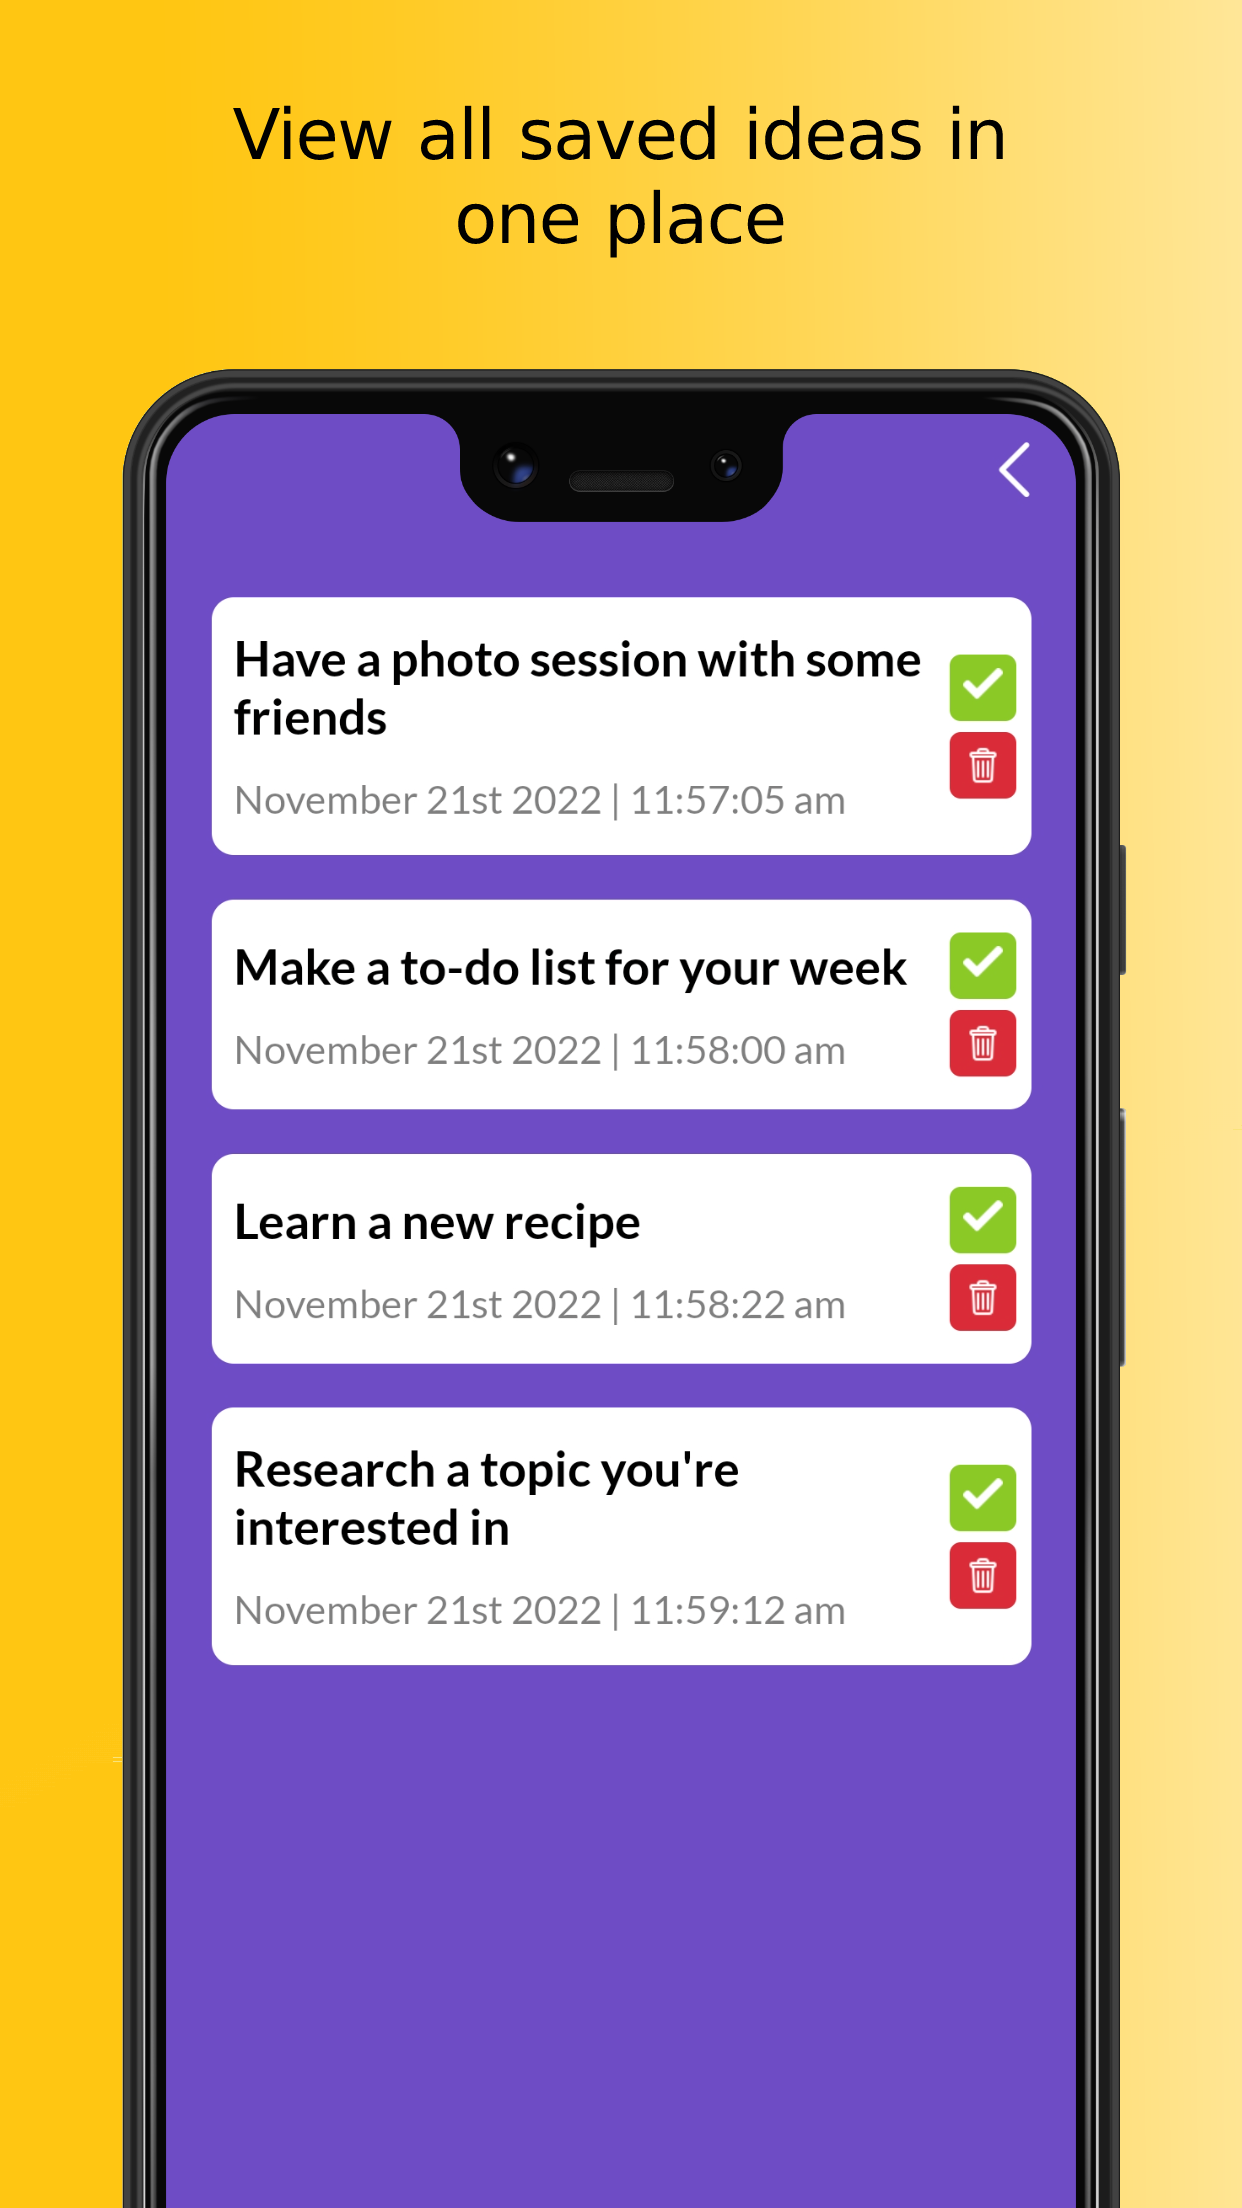 View all saved ideas in
one place
Have a photo session with some
friends
November 21st 2022 | 11:57:05 am
Make a to-do list for your week
November 21st 2022 | 11:58:00 am
Learn a new recipe
November 21st 2022 | 11:58:22 am
Research a topic you're
interested in
November 21st 2022 | 11:59:12 am